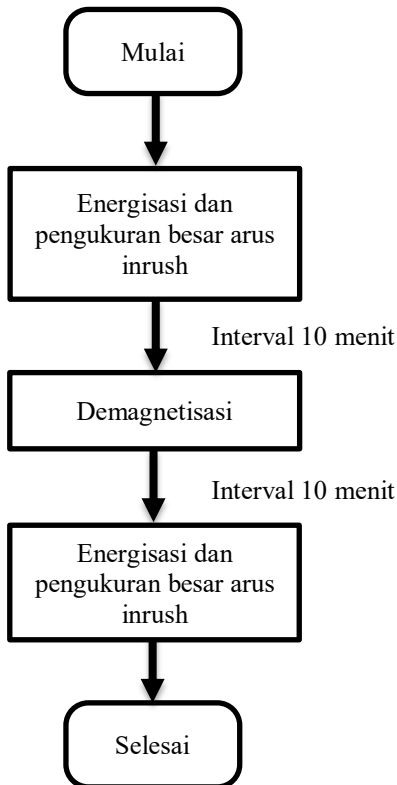 Mulai
Energisasi dan
pengukuran besar arus
inrush
Interval 10 menit
Demagnetisasi
Interval 10 menit
Energisasi dan
pengukuran besar arus
inrush
Selesai